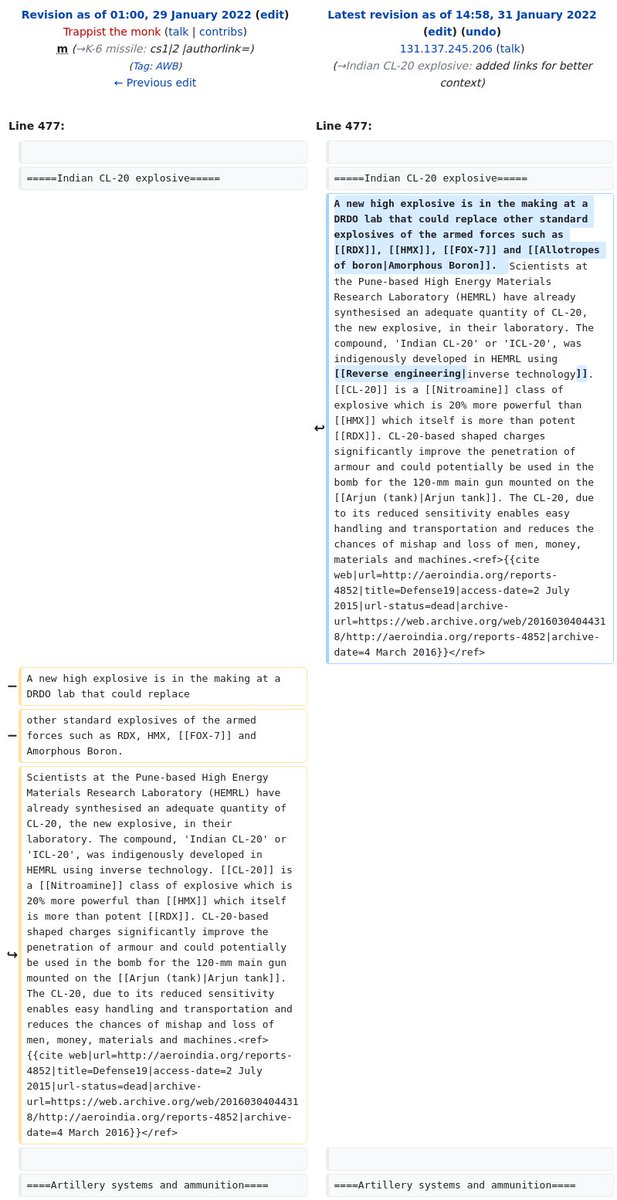 Revision as of 01:00, 29 January 2022 (edit)
Trappist the monk (talk | contribs)
m (→K-6 missile: cs1|2 |authorlink=)
(Tag: AWB)
← Previous edit
Latest revision as of 14:58, 31 January 2022
(edit) (undo)
131.137.245.206 (talk)
(→Indian CL-20 explosive: added links for better
context)
Line 477:
Line 477:
=====Indian CL-20 explosive=====
=====Indian CL-20 explosive=====
A new high explosive is in the making at a
DRDO lab that could replace other standard
explosives of the armed forces such as
[[RDX]], [[HMX]], [[FOX-7]] and [[Allotropes
of boron|Amorphous Boron]]. Scientists at
the Pune-based High Energy Materials
Research Laboratory (HEMRL) have already
synthesised an adequate quantity of CL-20,
the new explosive, in their laboratory. The
compound, 'Indian CL-20' or 'ICL-20', was
indigenously developed in HEMRL using
[[Reverse engineering|inverse technology]].
[[CL-20]] is a [[Nitroamine]] class of
explosive which is 20% more powerful than
[[HMX]] which itself is more than potent
[[RDX]]. CL-20-based shaped charges
significantly improve the penetration of
armour and could potentially be used in the
bomb for the 120-mm main gun mounted on the
[[Arjun (tank)|Arjun tank]]. The CL-20, due
to its reduced sensitivity enables easy
handling and transportation and reduces the
chances of mishap and loss of men, money,
materials and machines.<ref>{{cite
web|url=http://aeroindia.org/reports-
4852|title=Defense19|access-date=2 July
2015|url-status=dead|archive-
url=https://web.archive.org/web/2016030404431
8/http://aeroindia.org/reports-4852|archive-
date=4 March 2016}}</ref>
A new high explosive is in the making at a
DRDO lab that could replace
other standard explosives of the armed
forces such as RDX, HMX, [[FOX-7]] and
Amorphous Boron.
Scientists at the Pune-based High Energy
Materials Research Laboratory (HEMRL) have
already synthesised an adequate quantity of
CL-20, the new explosive, in their
laboratory. The compound, 'Indian CL-20' or
'ICL-20', was indigenously developed in
HEMRL using inverse technology. [[CL-20]] is
a [[Nitroamine]] class of explosive which is
20% more powerful than [[HMX]] which itself
is more than potent [[RDX]]. CL-20-based
shaped charges significantly improve the
penetration of armour and could potentially
be used in the bomb for the 120-mm main gun
mounted on the [[Arjun (tank)|Arjun tank]].
The CL-20, due to its reduced sensitivity
enables easy handling and transportation and
reduces the chances of mishap and loss of
men, money, materials and machines.<ref>
{{cite web|url=http://aeroindia.org/reports-
4852|title=Defense19|access-date=2 July
2015|url-status=dead|archive-
url=https://web.archive.org/web/2016030404431
8/http://aeroindia.org/reports-4852|archive-
date=4 March 2016}}</ref>
====Artillery systems and ammunition====
====Artillery systems and ammunition====